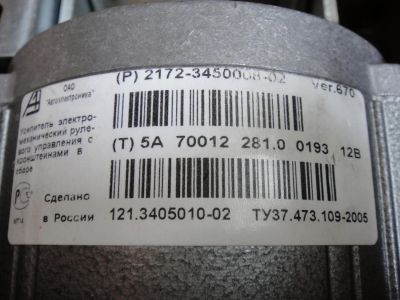 ОАО
"Автоэлектроника"
(P) 2172-3450008-02 ver.670
Усилитель электро-
механический руле-
вого управления с
кронштейнами в
сборе
(T) 5A 70012 281.0 0193 12В
Сделано
в России
121.3405010-02 ТУ37.473.109-2005